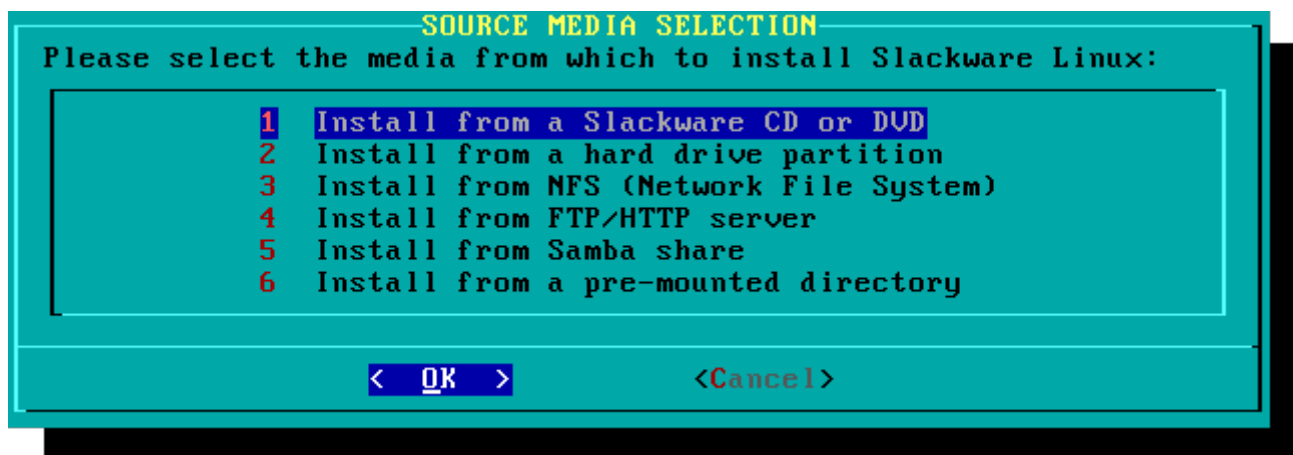 SOURCE MEDIA SELECTION
Please select the media from which to install Slackware Linux:
1 Install from a Slackware CD or DVD
2 Install from a hard drive partition
3 Install from NFS (Network File System)
4 Install from FTP/HTTP server
5 Install from Samba share
6 Install from a pre-mounted directory
< OK > <Cancel>